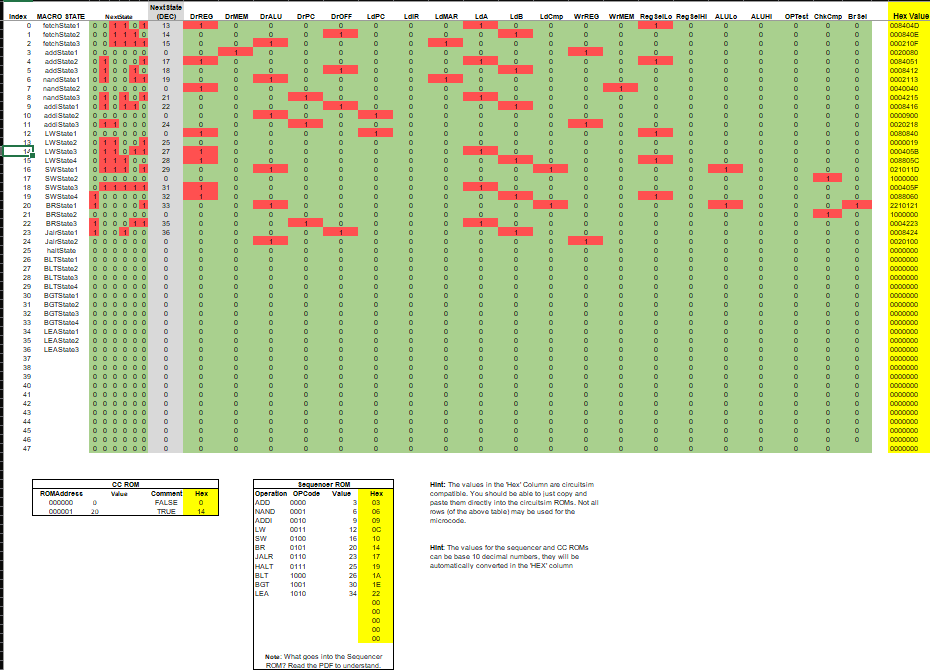 NextState
Index MACRO STATE NextState (DEC) DrREG DrMEM DrALU DrPC DrOFF LdPC LdIR LdMAR LdA LdB LdCmp WrREG WrMEM RegSelLo RegSelHi ALULo ALUHI OPTest ChkCmp BrSel Hex Value
0 fetchState1 0 0 1 1 0 1 13 1 0 0 0 0 0 0 0 1 0 0 0 0 1 0 0 0 0 0 0 008404D
1 fetchState2 0 0 1 1 1 0 14 0 0 0 0 1 0 0 0 0 1 0 0 0 0 0 0 0 0 0 0 000840E
2 fetchState3 0 0 1 1 1 1 15 0 0 1 0 0 0 0 1 0 0 0 0 0 0 0 0 0 0 0 0 000210F
3 addState1 0 0 0 0 0 0 0 0 1 0 0 0 0 0 0 0 0 0 1 0 0 0 0 0 0 0 0 0020080
4 addState2 0 1 0 0 0 1 17 1 0 0 0 0 0 0 0 1 0 0 0 0 1 0 0 0 0 0 0 0084051
5 addState3 0 1 0 0 1 0 18 0 0 0 0 1 0 0 0 0 1 0 0 0 0 0 0 0 0 0 0 0008412
6 nandState1 0 1 0 0 1 1 19 0 0 1 0 0 0 0 1 0 0 0 0 0 0 0 0 0 0 0 0 0002113
7 nandState2 0 0 0 0 0 0 0 1 0 0 0 0 0 0 0 0 0 0 0 1 0 0 0 0 0 0 0 0040040
8 nandState3 0 1 0 1 0 1 21 0 0 0 1 0 0 0 0 1 0 0 0 0 0 0 0 0 0 0 0 0004215
9 addiState1 0 1 0 1 1 0 22 0 0 0 0 1 0 0 0 0 1 0 0 0 0 0 0 0 0 0 0 0008416
10 addiState2 0 0 0 0 0 0 0 0 0 1 0 0 1 0 0 0 0 0 0 0 0 0 0 0 0 0 0 0000900
11 addiState3 0 1 1 0 0 0 24 0 0 0 1 0 0 0 0 0 0 0 1 0 0 0 0 0 0 0 0 0020218
12 LWState1 0 0 0 0 0 0 0 1 0 0 0 0 1 0 0 0 0 0 0 0 1 0 0 0 0 0 0 0080840
13 LWState2 0 1 1 0 0 1 25 0 0 0 0 0 0 0 0 0 0 0 0 0 0 0 0 0 0 0 0 0000019
14 LWState3 0 1 1 0 1 1 27 1 0 0 0 0 0 0 0 1 0 0 0 0 0 0 0 0 0 0 0 000405B
15 LWState4 0 1 1 1 0 0 28 1 0 0 0 0 0 0 0 0 1 0 0 0 1 0 0 0 0 0 0 008805C
16 SWState1 0 1 1 1 0 1 29 0 0 1 0 0 0 0 0 0 0 1 0 0 0 0 1 0 0 0 0 021011D
17 SWState2 0 0 0 0 0 0 0 0 0 0 0 0 0 0 0 0 0 0 0 0 0 0 0 0 0 1 0 1000000
18 SWState3 0 1 1 1 1 1 31 1 0 0 0 0 0 0 0 1 0 0 0 0 0 0 0 0 0 0 0 000405F
19 SWState4 1 0 0 0 0 0 32 1 0 0 0 0 0 0 0 0 1 0 0 0 1 0 0 0 0 0 0 0088060
20 BRState1 1 0 0 0 0 1 33 0 0 1 0 0 0 0 0 0 0 1 0 0 0 0 1 0 0 0 1 2210121
21 BRState2 0 0 0 0 0 0 0 0 0 0 0 0 0 0 0 0 0 0 0 0 0 0 0 0 0 1 0 1000000
22 BRState3 1 0 0 0 1 1 35 0 0 0 1 0 0 0 0 1 0 0 0 0 0 0 0 0 0 0 0 0004223
23 JalrState1 1 0 0 1 0 0 36 0 0 0 0 1 0 0 0 0 1 0 0 0 0 0 0 0 0 0 0 0008424
24 JalrState2 0 0 0 0 0 0 0 0 0 1 0 0 0 0 0 0 0 0 1 0 0 0 0 0 0 0 0 0020100
25 haltState 0 0 0 0 0 0 0 0 0 0 0 0 0 0 0 0 0 0 0 0 0 0 0 0 0 0 0 0000000
26 BLTState1 0 0 0 0 0 0 0 0 0 0 0 0 0 0 0 0 0 0 0 0 0 0 0 0 0 0 0 0000000
27 BLTState2 0 0 0 0 0 0 0 0 0 0 0 0 0 0 0 0 0 0 0 0 0 0 0 0 0 0 0 0000000
28 BLTState3 0 0 0 0 0 0 0 0 0 0 0 0 0 0 0 0 0 0 0 0 0 0 0 0 0 0 0 0000000
29 BLTState4 0 0 0 0 0 0 0 0 0 0 0 0 0 0 0 0 0 0 0 0 0 0 0 0 0 0 0 0000000
30 BGTState1 0 0 0 0 0 0 0 0 0 0 0 0 0 0 0 0 0 0 0 0 0 0 0 0 0 0 0 0000000
31 BGTState2 0 0 0 0 0 0 0 0 0 0 0 0 0 0 0 0 0 0 0 0 0 0 0 0 0 0 0 0000000
32 BGTState3 0 0 0 0 0 0 0 0 0 0 0 0 0 0 0 0 0 0 0 0 0 0 0 0 0 0 0 0000000
33 BGTState4 0 0 0 0 0 0 0 0 0 0 0 0 0 0 0 0 0 0 0 0 0 0 0 0 0 0 0 0000000
34 LEAState1 0 0 0 0 0 0 0 0 0 0 0 0 0 0 0 0 0 0 0 0 0 0 0 0 0 0 0 0000000
35 LEAState2 0 0 0 0 0 0 0 0 0 0 0 0 0 0 0 0 0 0 0 0 0 0 0 0 0 0 0 0000000
36 LEAState3 0 0 0 0 0 0 0 0 0 0 0 0 0 0 0 0 0 0 0 0 0 0 0 0 0 0 0 0000000
37 0 0 0 0 0 0 0 0 0 0 0 0 0 0 0 0 0 0 0 0 0 0 0 0 0 0 0 0000000
38 0 0 0 0 0 0 0 0 0 0 0 0 0 0 0 0 0 0 0 0 0 0 0 0 0 0 0 0000000
39 0 0 0 0 0 0 0 0 0 0 0 0 0 0 0 0 0 0 0 0 0 0 0 0 0 0 0 0000000
40 0 0 0 0 0 0 0 0 0 0 0 0 0 0 0 0 0 0 0 0 0 0 0 0 0 0 0 0000000
41 0 0 0 0 0 0 0 0 0 0 0 0 0 0 0 0 0 0 0 0 0 0 0 0 0 0 0 0000000
42 0 0 0 0 0 0 0 0 0 0 0 0 0 0 0 0 0 0 0 0 0 0 0 0 0 0 0 0000000
43 0 0 0 0 0 0 0 0 0 0 0 0 0 0 0 0 0 0 0 0 0 0 0 0 0 0 0 0000000
44 0 0 0 0 0 0 0 0 0 0 0 0 0 0 0 0 0 0 0 0 0 0 0 0 0 0 0 0000000
45 0 0 0 0 0 0 0 0 0 0 0 0 0 0 0 0 0 0 0 0 0 0 0 0 0 0 0 0000000
46 0 0 0 0 0 0 0 0 0 0 0 0 0 0 0 0 0 0 0 0 0 0 0 0 0 0 0 0000000
47 0 0 0 0 0 0 0 0 0 0 0 0 0 0 0 0 0 0 0 0 0 0 0 0 0 0 0000000
CC ROM
ROMAddress Value Comment Hex
000000 0 FALSE 0
000001 20 TRUE 14
Sequencer ROM
Operation OPCode Value Hex
ADD 0000 3 03
NAND 0001 6 06
ADDI 0010 9 09
LW 0011 12 0C
SW 0100 16 10
BR 0101 20 14
JALR 0110 23 17
HALT 0111 25 19
BLT 1000 26 1A
BGT 1001 30 1E
LEA 1010 34 22
00
00
00
00
00
Note: What goes into the Sequencer
ROM? Read the PDF to understand.
Hint: The values in the 'Hex' Column are circuitsim
compatible. You should be able to just copy and
paste them directly into the circuitsim ROMs. Not all
rows (of the above table) may be used for the
microcode.
Hint: The values for the sequencer and CC ROMs
can be base 10 decimal numbers, they will be
automatically converted in the 'HEX' column